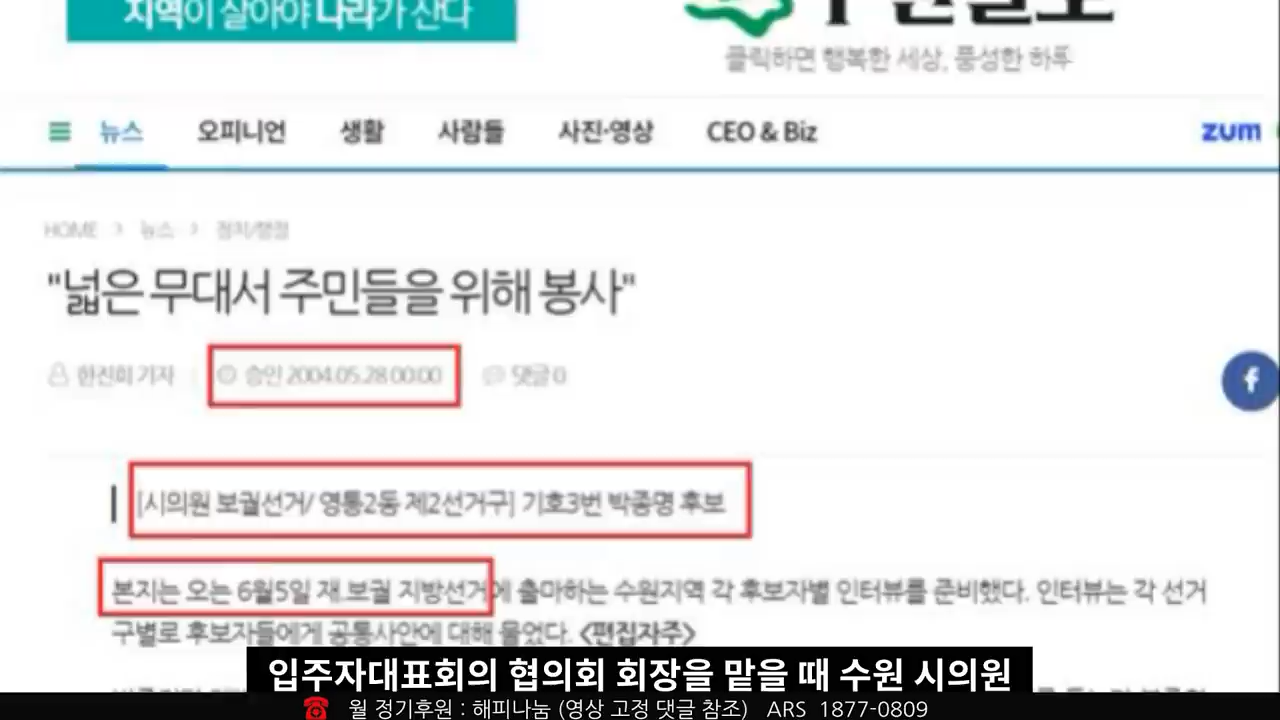 지역이 살아야 나라가 산다
클릭하면 행복한 세상, 풍성한 하루
뉴스 오피니언 생활 사람들 사진·영상 CEO & Biz zum
HOME > 뉴스 > 정치/행정
"넓은 무대서 주민들을 위해 봉사"
한진희 기자 승인 2004.05.28 00:00 댓글 0
[시의원 보궐선거/ 영통2동 제2선거구] 기호3번 박종명 후보
본지는 오는 6월5일 재.보궐 지방선거에 출마하는 수원지역 각 후보자별 인터뷰를 준비했다. 인터뷰는 각 선거
구별로 후보자들에게 공통사안에 대해 물었다. <편집자주>
입주자대표회의 협의회 회장을 맡을 때 수원 시의원
월 정기후원 : 해피나눔 (영상 고정 댓글 참조) ARS 1877-0809